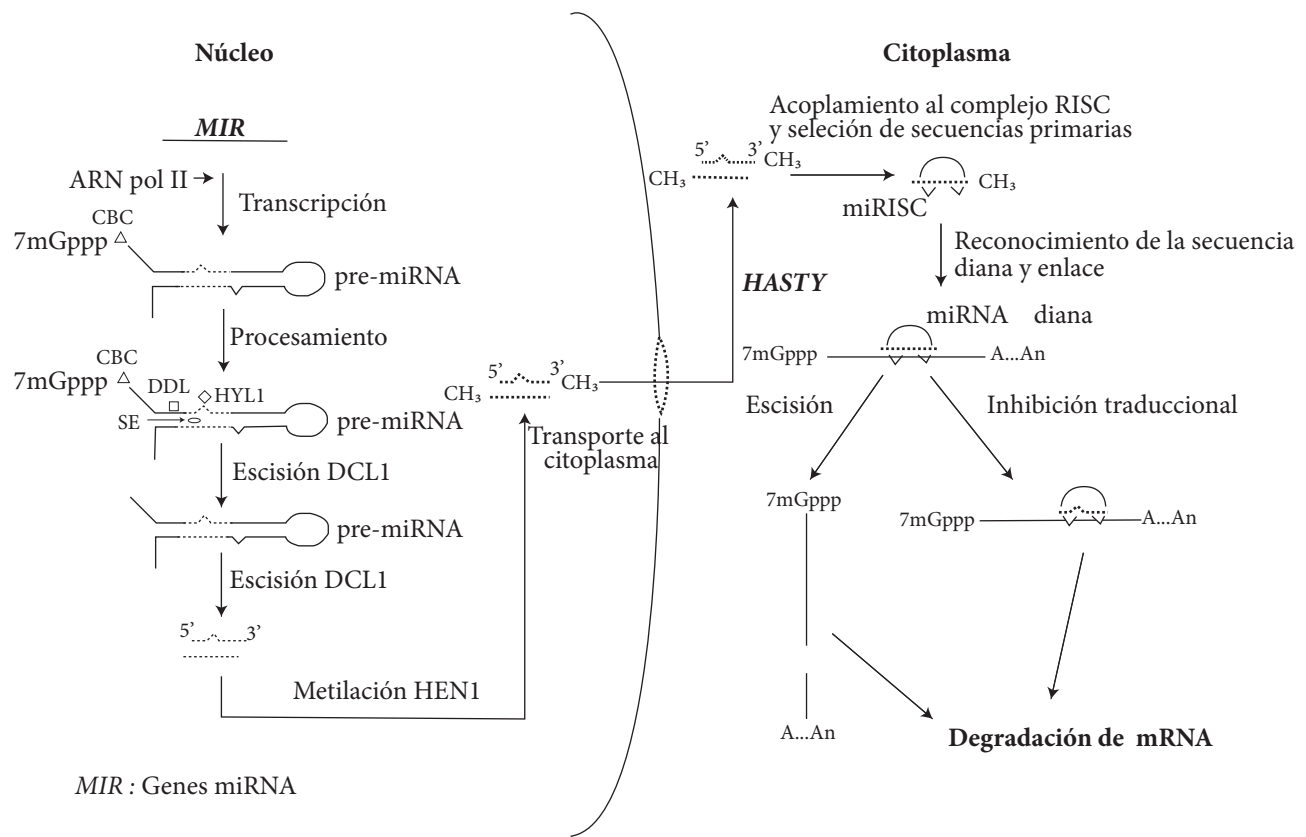 Núcleo
MIR
ARN pol II
Transcripción
CBC
7mGppp
pre-miRNA
Procesamiento
CBC
7mGppp
DDL
HYL1
SE
pre-miRNA
Escisión DCL1
pre-miRNA
Escisión DCL1
5’ 3’
Metilación HEN1
MIR : Genes miRNA
5’ 3’
CH₃ CH₃
Transporte al
citoplasma
HASTY
Citoplasma
Acoplamiento al complejo RISC
y seleción de secuencias primarias
5’ 3’
CH₃ CH₃
miRISC
CH₃
Reconocimiento de la secuencia
diana y enlace
miRNA diana
7mGppp A...An
Escisión
Inhibición traduccional
7mGppp
7mGppp A...An
A...An
Degradación de mRNA